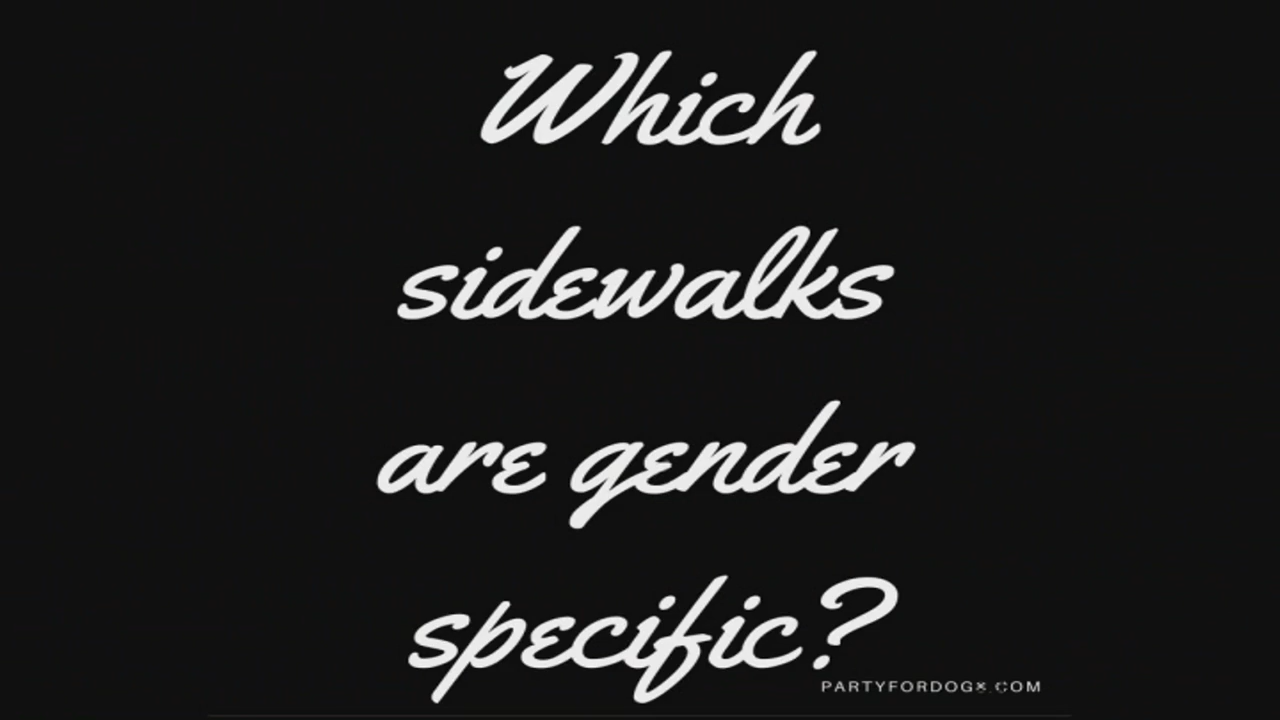 Which
sidewalks
are gender
specific?